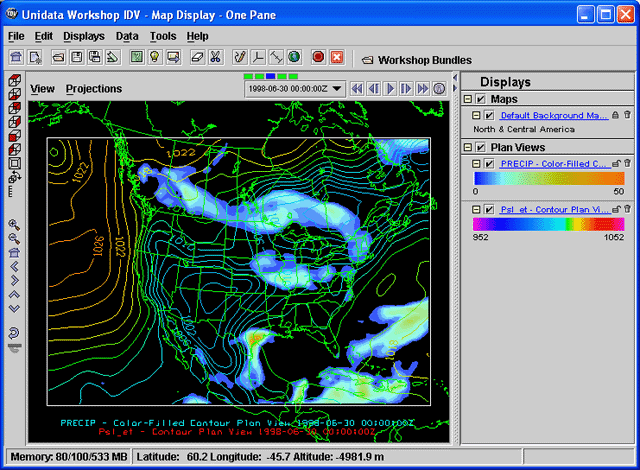 Unidata Workshop IDV - Map Display - One Pane
File Edit Displays Data Tools Help
Workshop Bundles
View Projections
1998-06-30 00:00:00Z
Displays
Maps
Default Background Ma...
North & Central America
Plan Views
PRECIP - Color-Filled C...
0 50
Psl_et - Contour Plan Vi...
952 1052
1022
1022
1022
1028
PRECIP - Color-Filled Contour Plan View 1998-06-30 00:00:00Z
Psl_et - Contour Plan View 1998-06-30 00:00:00Z
Memory: 80/100/533 MB Latitude: 60.2 Longitude: -45.7 Altitude: -4981.9 m